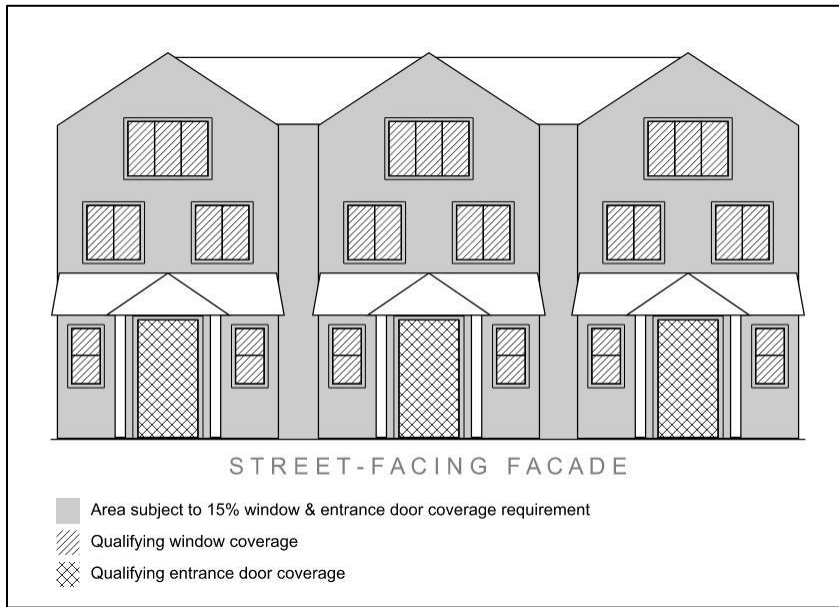 STREET-FACING FACADE
Area subject to 15% window & entrance door coverage requirement
Qualifying window coverage
Qualifying entrance door coverage